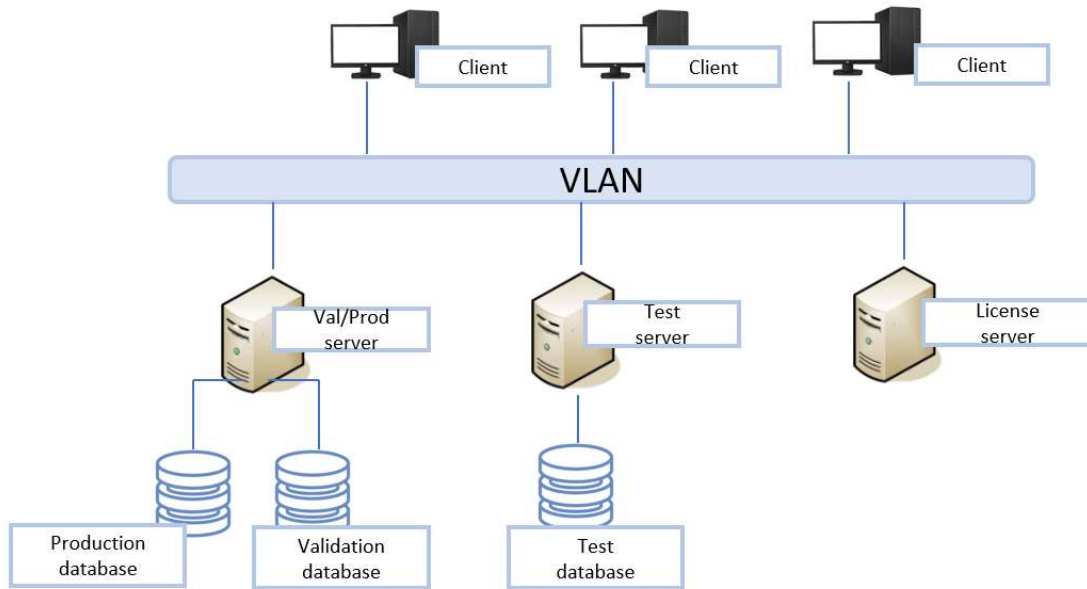 Client
Client
Client
VLAN
Val/Prod
server
Test
server
License
server
Production
database
Validation
database
Test
database